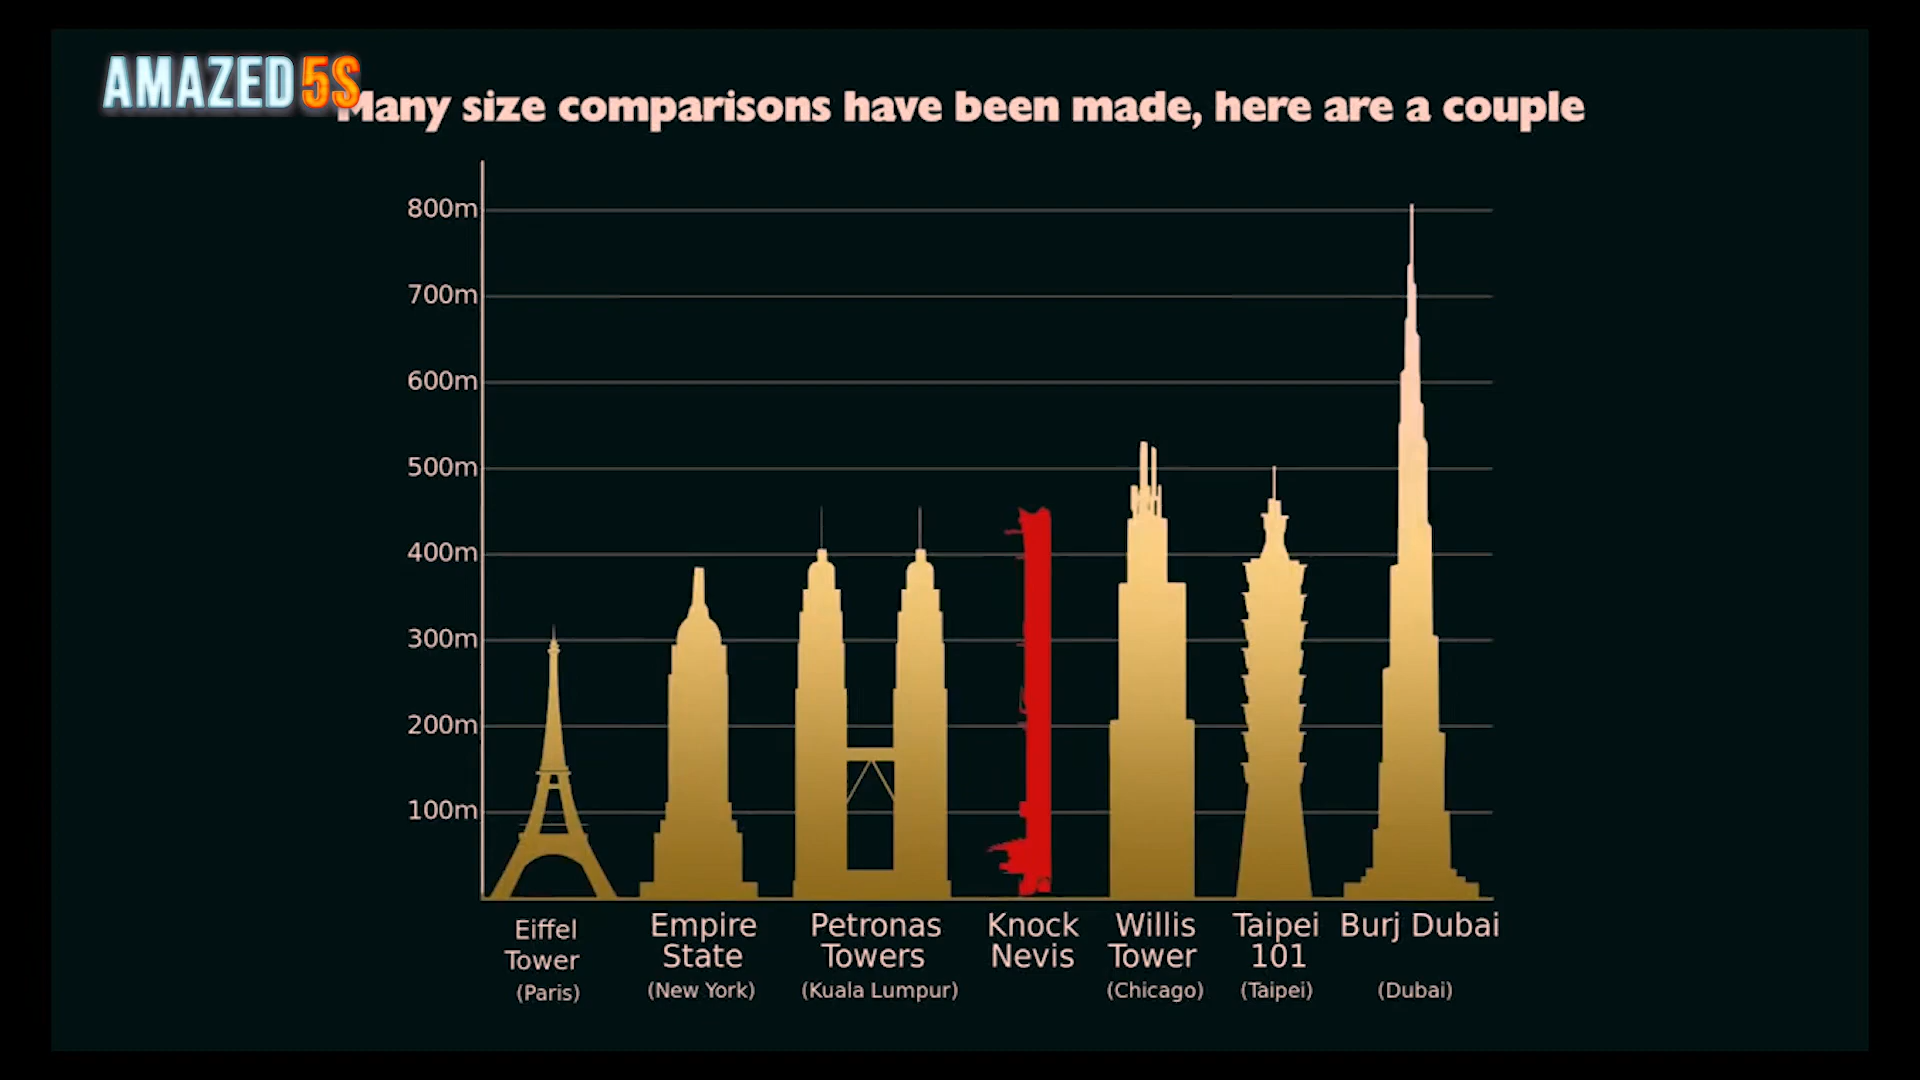 AMAZED 5S
Many size comparisons have been made, here are a couple
800m
700m
600m
500m
400m
300m
200m
100m
Eiffel
Tower
(Paris)
Empire
State
(New York)
Petronas
Towers
(Kuala Lumpur)
Knock
Nevis
Willis
Tower
(Chicago)
Taipei
101
(Taipei)
Burj Dubai
(Dubai)